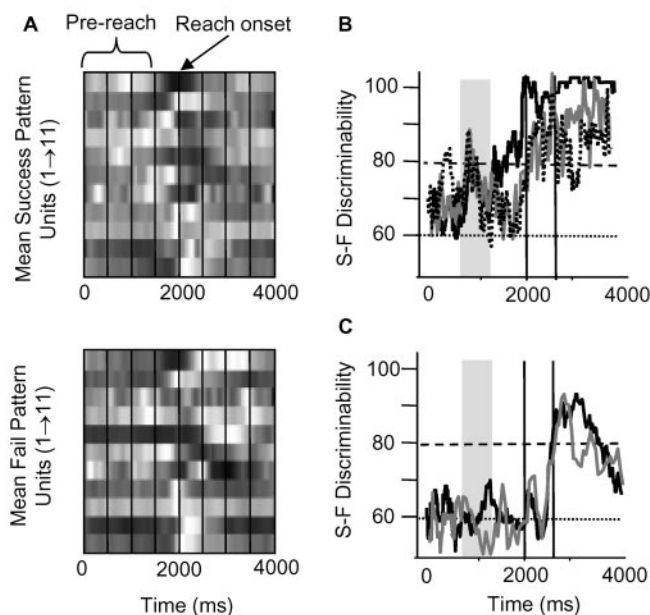 A
Pre-reach
Reach onset
Mean Success Pattern
Units (1→11)
0 2000 4000
Mean Fail Pattern
Units (1→11)
0 2000 4000
Time (ms)
B
S-F Discriminability
100
80
60
0 2000 4000
C
S-F Discriminability
100
80
60
0 2000 4000
Time (ms)